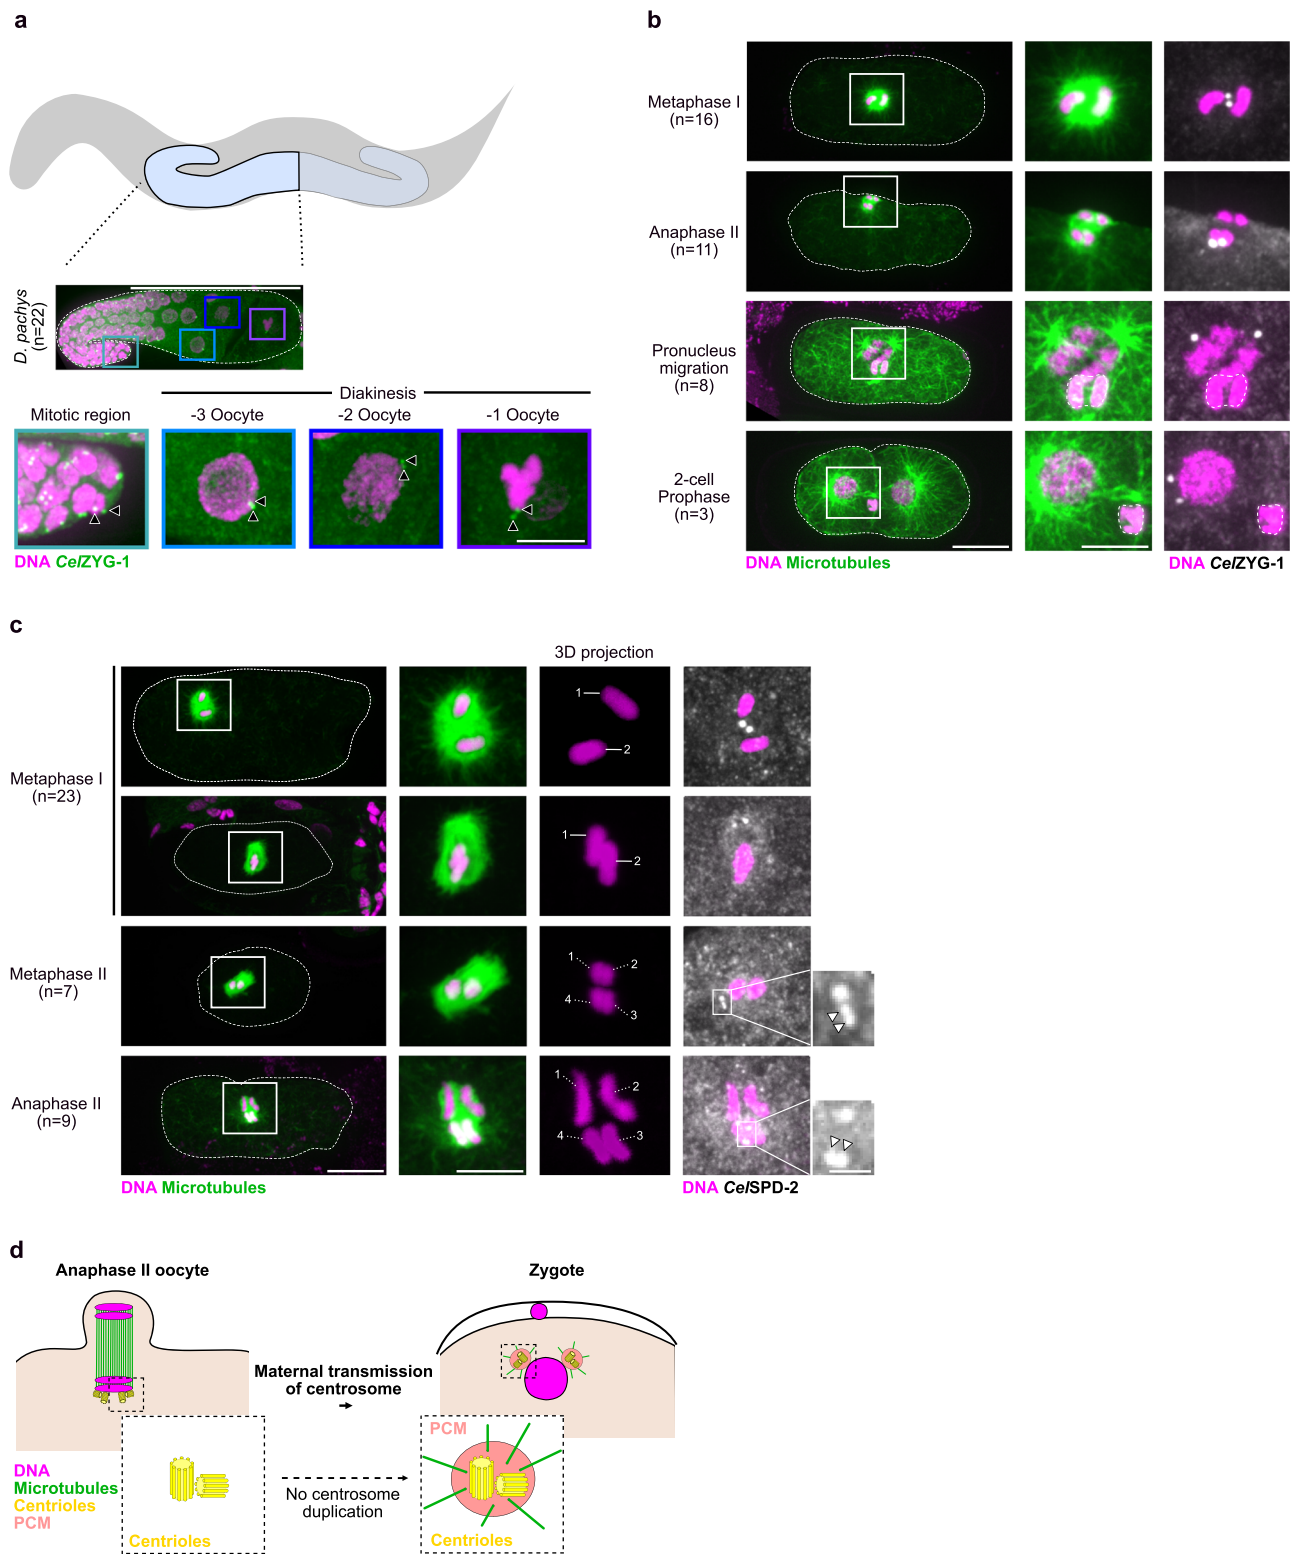 a
D. pachys
(n=22)
Diakinesis
Mitotic region
-3 Oocyte
-2 Oocyte
-1 Oocyte
DNA CelZYG-1
b
Metaphase I
(n=16)
Anaphase II
(n=11)
Pronucleus
migration
(n=8)
2-cell
Prophase
(n=3)
DNA Microtubules
DNA CelZYG-1
c
3D projection
Metaphase I
(n=23)
1
2
1
2
Metaphase II
(n=7)
1
2
4
3
Anaphase II
(n=9)
1
2
4
3
DNA Microtubules
DNA CelSPD-2
d
Anaphase II oocyte
Zygote
Maternal transmission
of centrosome
DNA
Microtubules
Centrioles
PCM
Centrioles
No centrosome
duplication
PCM
Centrioles